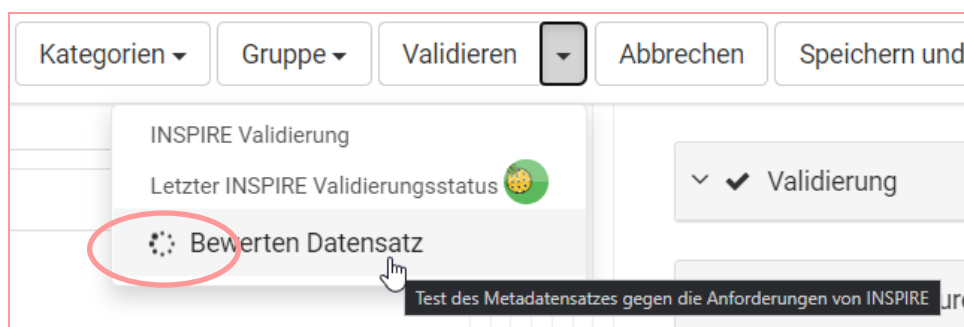 Kategorien Gruppe Validieren Abbrechen Speichern und
INSPIRE Validierung
Letzter INSPIRE Validierungsstatus
Validierung
Bewerten Datensatz
Test des Metadatensatzes gegen die Anforderungen von INSPIRE